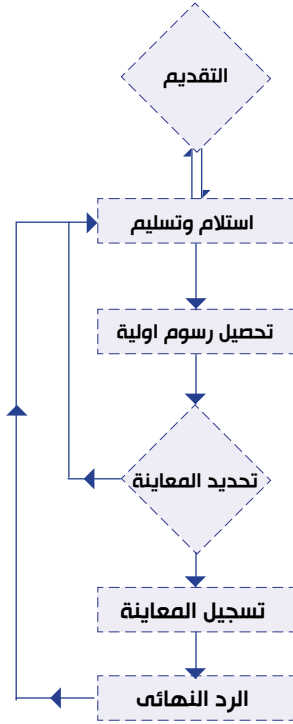 التقديم
استلام وتسليم
تحصيل رسوم اولية
تحديد المعاينة
تسجيل المعاينة
الرد النهائى